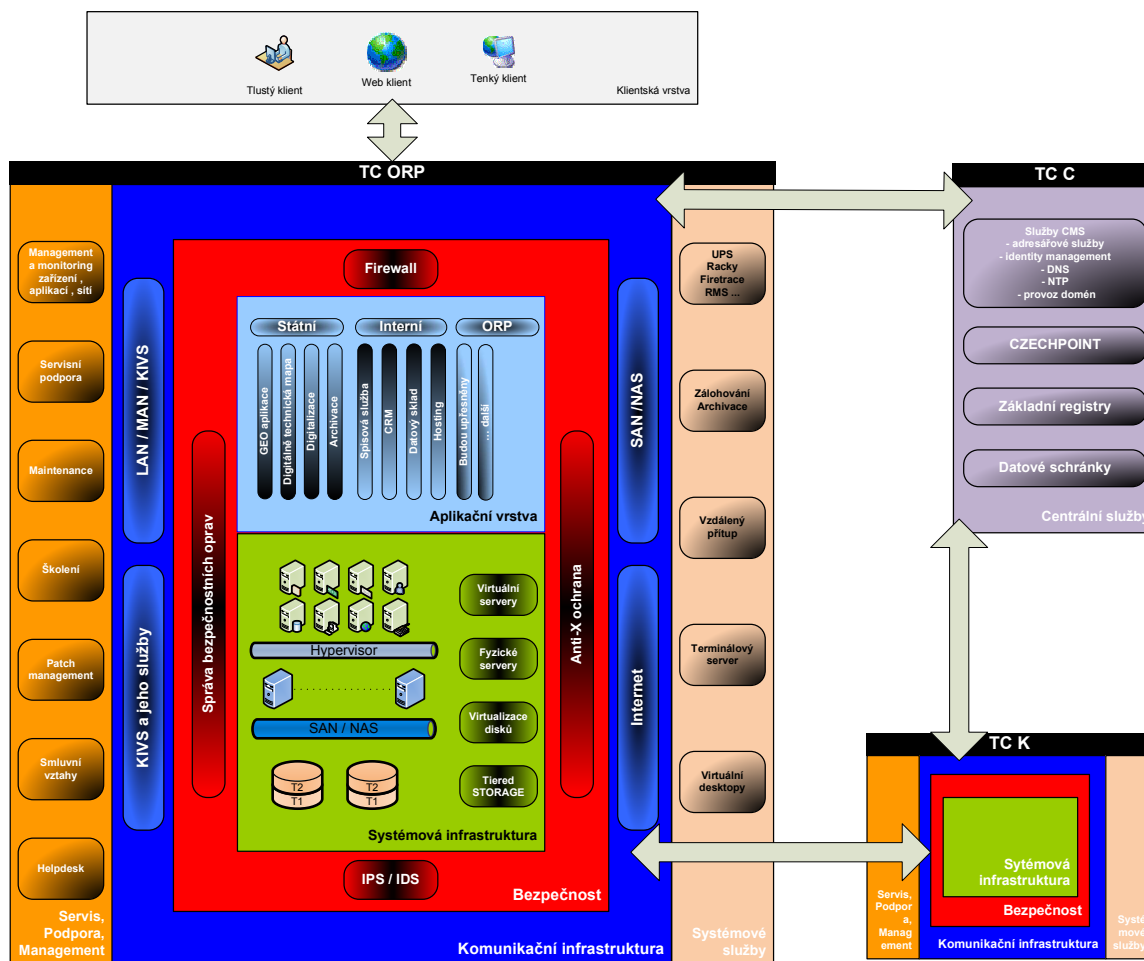 Tlustý klient
Web klient
Tenký klient
Klientská vrstva
TC ORP
Management
a monitoring
zařízení ,
aplikací , sítí
Servisní
podpora
Maintenance
Školení
Patch
management
Smluvní
vztahy
Helpdesk
Servis,
Podpora,
Management
LAN / MAN / KIVS
KIVS a jeho služby
Správa bezpečnostních oprav
Firewall
Státní
Interní
ORP
GEO aplikace
Digitálně technická mapa
Digitalizace
Archivace
Spisová služba
CRM
Datový sklad
Hosting
Budou upřesněny
... další
Aplikační vrstva
Virtuální
servery
Hypervisor
Fyzické
servery
SAN / NAS
Virtualizace
disků
T2
T1
T2
T1
Tiered
STORAGE
Systémová infrastruktura
IPS / IDS
Bezpečnost
Anti-X ochrana
SAN /NAS
Internet
Komunikační infrastruktura
UPS
Racky
Firetrace
RMS ...
Zálohování
Archivace
Vzdálený
přítup
Terminálový
server
Virtuální
desktopy
Systémové
služby
TC C
Služby CMS
- adresářové služby
- identity management
- DNS
- NTP
- provoz domén
CZECHPOINT
Základní registry
Datové schránky
Centrální služby
TC K
Sytémová
infrastruktura
Bezpečnost
Komunikační infrastruktura
Servis,
Podpor
a,
Manag
ement
Systé
mové
služby